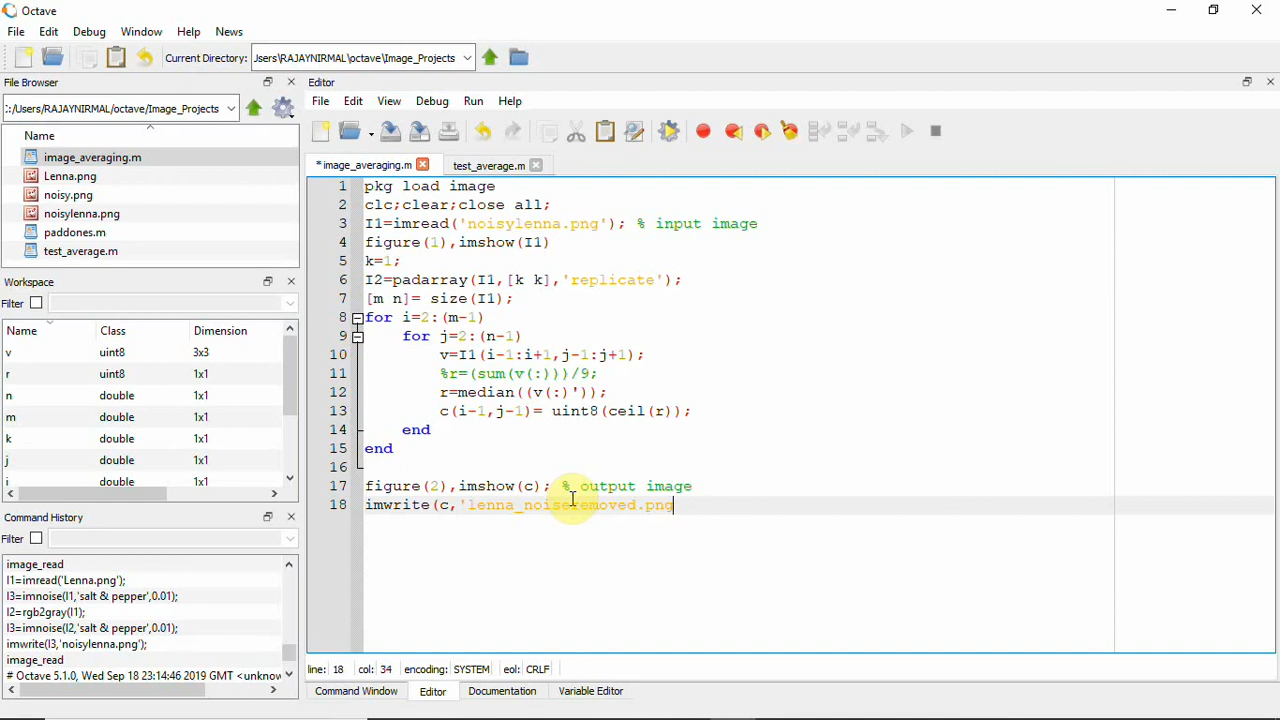 Octave
File Edit Debug Window Help News
Current Directory: Jsers\RAJAYNIRMAL\octave\Image_Projects
File Browser
:/Users/RAJAYNIRMAL/octave/Image_Projects
Name
image_averaging.m
Lenna.png
noisy.png
noisylenna.png
paddones.m
test_average.m
Workspace
Filter
Name Class Dimension
v uint8 3x3
r uint8 1x1
n double 1x1
m double 1x1
k double 1x1
j double 1x1
i double 1x1
Command History
Filter
image_read
I1=imread('Lenna.png');
I3=imnoise(I1,'salt & pepper',0.01);
I2=rgb2gray(I1);
I3=imnoise(I2,'salt & pepper',0.01);
imwrite(I3,'noisylenna.png');
image_read
# Octave 5.1.0, Wed Sep 18 23:14:46 2019 GMT <unknow
Editor
File Edit View Debug Run Help
*image_averaging.m test_average.m
1 pkg load image
2 clc;clear;close all;
3 I1=imread('noisylenna.png'); % input image
4 figure(1),imshow(I1)
5 k=1;
6 I2=padarray(I1,[k k],'replicate');
7 [m n]= size(I1);
8 for i=2:(m-1)
9 for j=2:(n-1)
10 v=I1(i-1:i+1,j-1:j+1);
11 %r=(sum(v(:)))/9;
12 r=median((v(:)'));
13 c(i-1,j-1)= uint8(ceil(r));
14 end
15 end
16
17 figure(2),imshow(c); % output image
18 imwrite(c,'lenna_noiseremoved.png
line: 18 col: 34 encoding: SYSTEM eol: CRLF
Command Window Editor Documentation Variable Editor